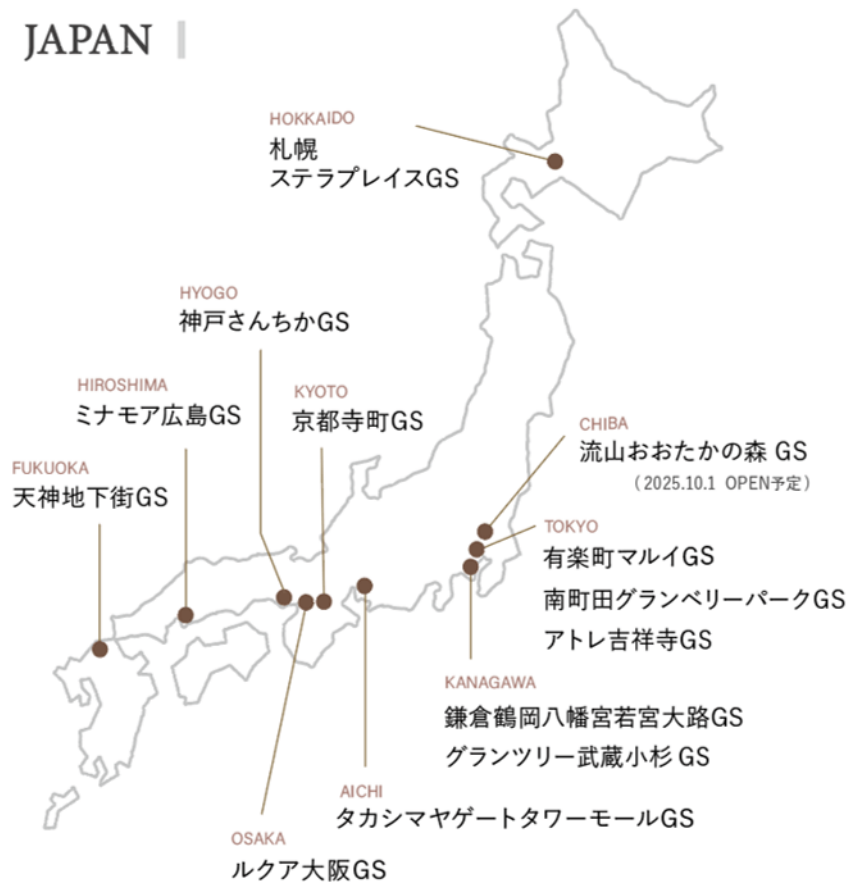 JAPAN
HOKKAIDO
札幌
ステラプレイスGS
HYOGO
神戸さんちかGS
HIROSHIMA
ミナモア広島GS
KYOTO
京都寺町GS
CHIBA
流山おおたかの森 GS
（2025.10.1 OPEN予定）
FUKUOKA
天神地下街GS
TOKYO
有楽町マルイGS
南町田グランベリーパークGS
アトレ吉祥寺GS
KANAGAWA
鎌倉鶴岡八幡宮若宮大路GS
グランツリー武蔵小杉 GS
AICHI
タカシマヤゲートタワーモールGS
OSAKA
ルクア大阪GS